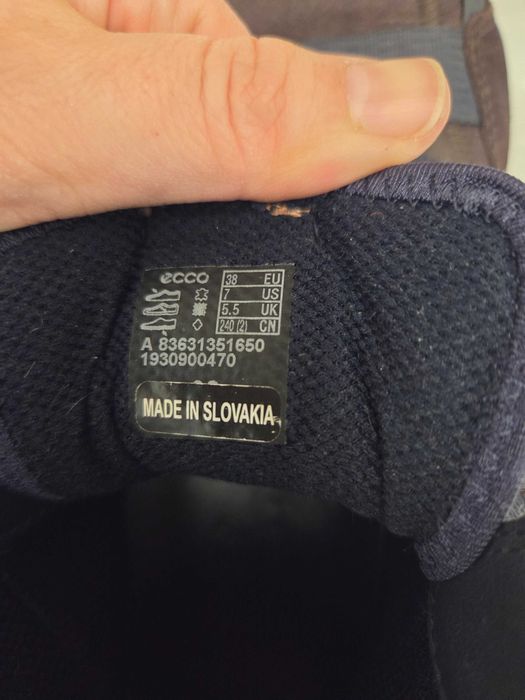 ecco
38 EU
7 US
5.5 UK
240 (2) CN
A 83631351650
1930900470
MADE IN SLOVAKIA